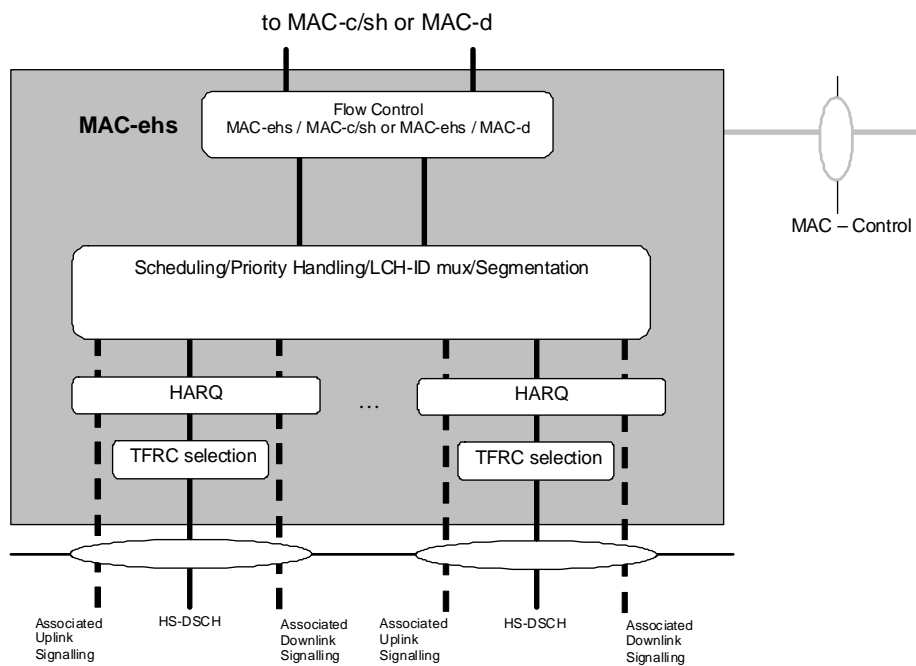 to MAC-c/sh or MAC-d
Flow Control
MAC-ehs
MAC-ehs / MAC-c/sh or MAC-ehs / MAC-d
MAC – Control
Scheduling/Priority Handling/LCH-ID mux/Segmentation
HARQ
...
HARQ
TFRC selection
TFRC selection
Associated
Uplink
Signalling
HS-DSCH
Associated
Downlink
Signalling
Associated
Uplink
Signalling
HS-DSCH
Associated
Downlink
Signalling